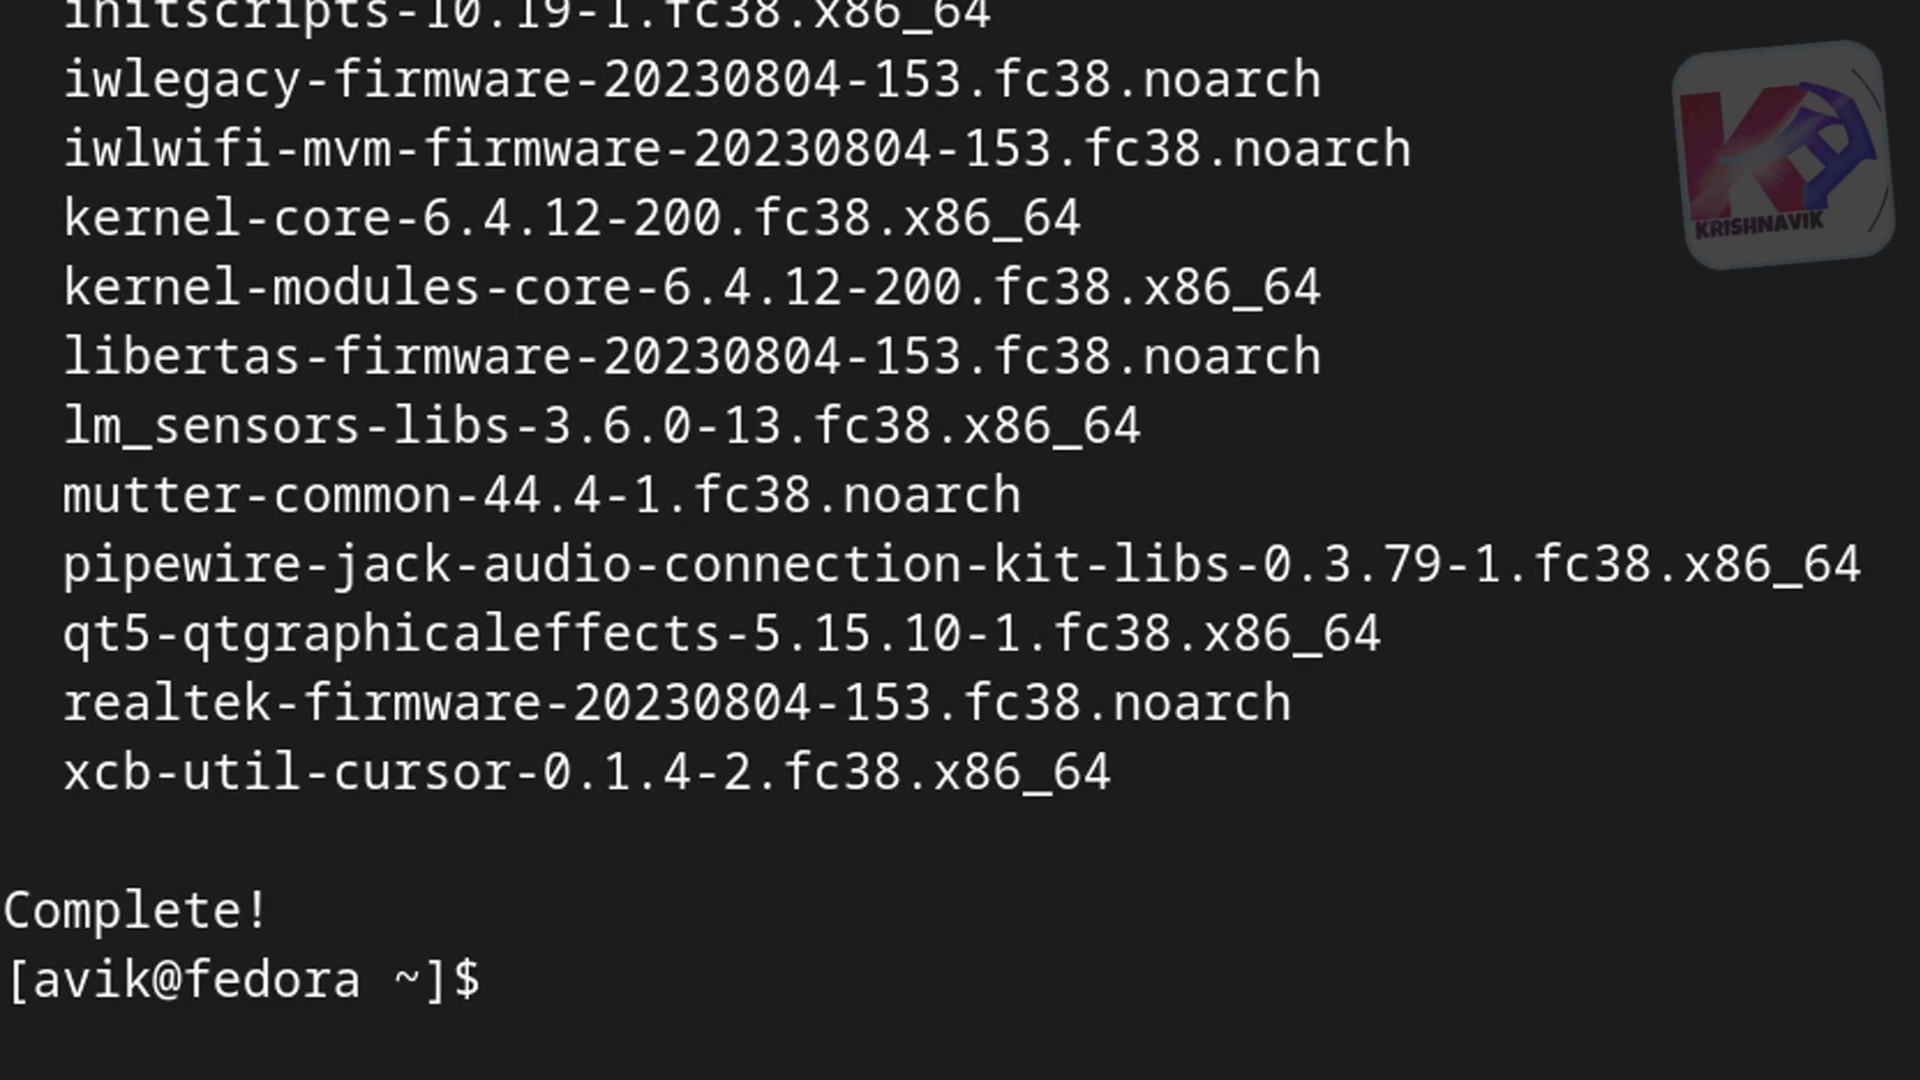 initscripts-10.19-1.fc38.x86_64
iwlegacy-firmware-20230804-153.fc38.noarch
iwlwifi-mvm-firmware-20230804-153.fc38.noarch
kernel-core-6.4.12-200.fc38.x86_64
kernel-modules-core-6.4.12-200.fc38.x86_64
libertas-firmware-20230804-153.fc38.noarch
lm_sensors-libs-3.6.0-13.fc38.x86_64
mutter-common-44.4-1.fc38.noarch
pipewire-jack-audio-connection-kit-libs-0.3.79-1.fc38.x86_64
qt5-qtgraphicaleffects-5.15.10-1.fc38.x86_64
realtek-firmware-20230804-153.fc38.noarch
xcb-util-cursor-0.1.4-2.fc38.x86_64
Complete!
[avik@fedora ~]$
KRISHNAVIK